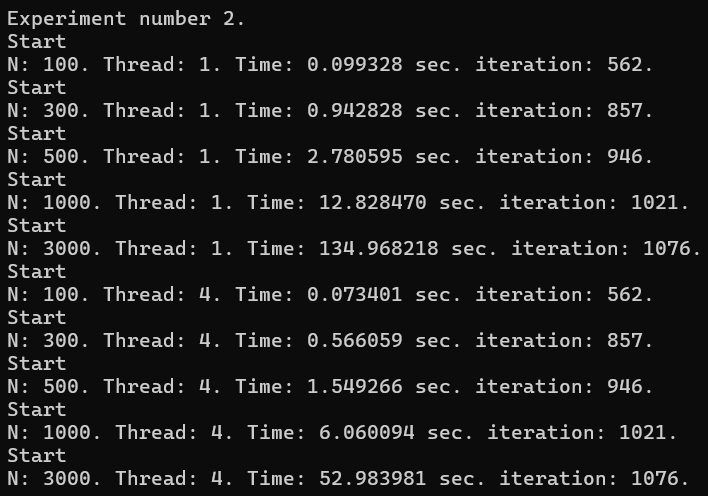 Experiment number 2.
Start
N: 100. Thread: 1. Time: 0.099328 sec. iteration: 562.
Start
N: 300. Thread: 1. Time: 0.942828 sec. iteration: 857.
Start
N: 500. Thread: 1. Time: 2.780595 sec. iteration: 946.
Start
N: 1000. Thread: 1. Time: 12.828470 sec. iteration: 1021.
Start
N: 3000. Thread: 1. Time: 134.968218 sec. iteration: 1076.
Start
N: 100. Thread: 4. Time: 0.073401 sec. iteration: 562.
Start
N: 300. Thread: 4. Time: 0.566059 sec. iteration: 857.
Start
N: 500. Thread: 4. Time: 1.549266 sec. iteration: 946.
Start
N: 1000. Thread: 4. Time: 6.060094 sec. iteration: 1021.
Start
N: 3000. Thread: 4. Time: 52.983981 sec. iteration: 1076.